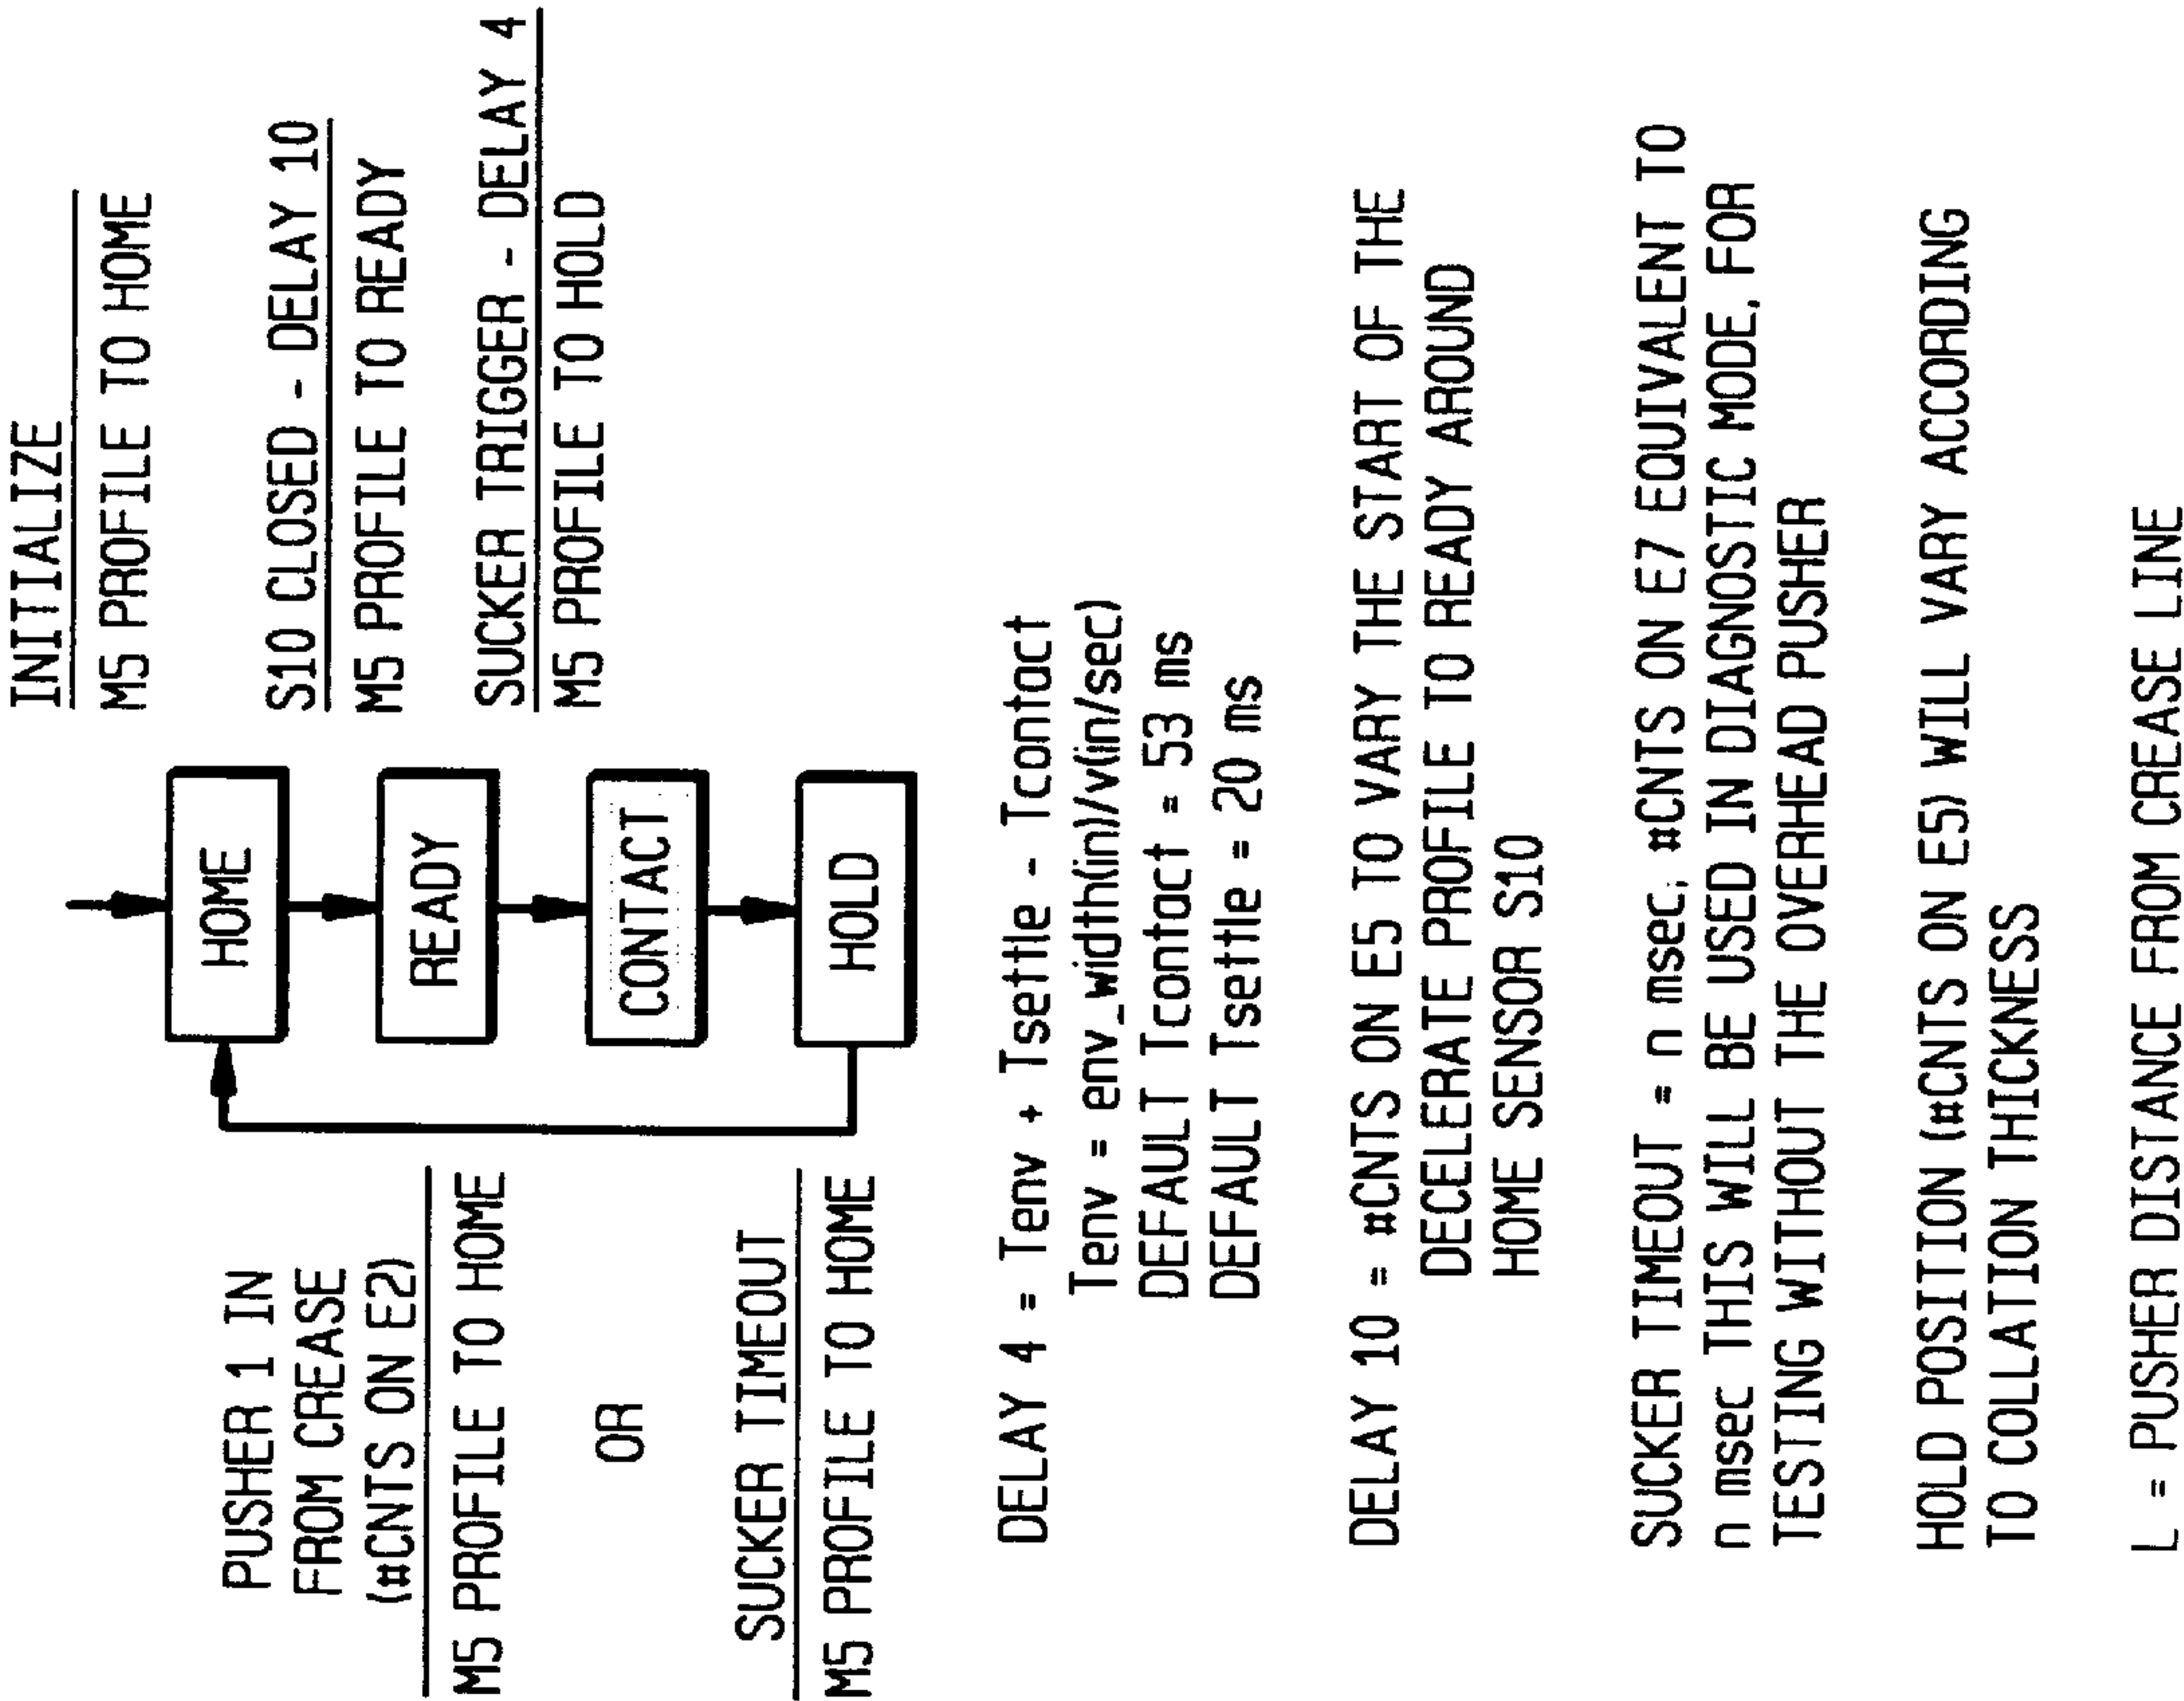 INITIALIZE
M5 PROFILE TO HOME
S10 CLOSED - DELAY 10
M5 PROFILE TO READY
SUCKER TRIGGER - DELAY 4
M5 PROFILE TO HOLD
HOME
READY
CONTACT
HOLD
PUSHER 1 IN
FROM CREASE
(#CNTS ON E2)
M5 PROFILE TO HOME
OR
SUCKER TIMEOUT
M5 PROFILE TO HOME
DELAY 4 = Tenv + Tsettle - Tcontact
Tenv = env_width(in)/v(in/sec)
DEFAULT Tcontact = 53 ms
DEFAULT Tsettle = 20 ms
DELAY 10 = #CNTS ON E5 TO VARY THE START OF THE
DECELERATE PROFILE TO READY AROUND
HOME SENSOR S10
SUCKER TIMEOUT = n msec, #CNTS ON E7 EQUIVALENT TO
n msec THIS WILL BE USED IN DIAGNOSTIC MODE, FOR
TESTING WITHOUT THE OVERHEAD PUSHER
HOLD POSITION (#CNTS ON E5) WILL VARY ACCORDING
TO COLLATION THICKNESS
L = PUSHER DISTANCE FROM CREASE LINE